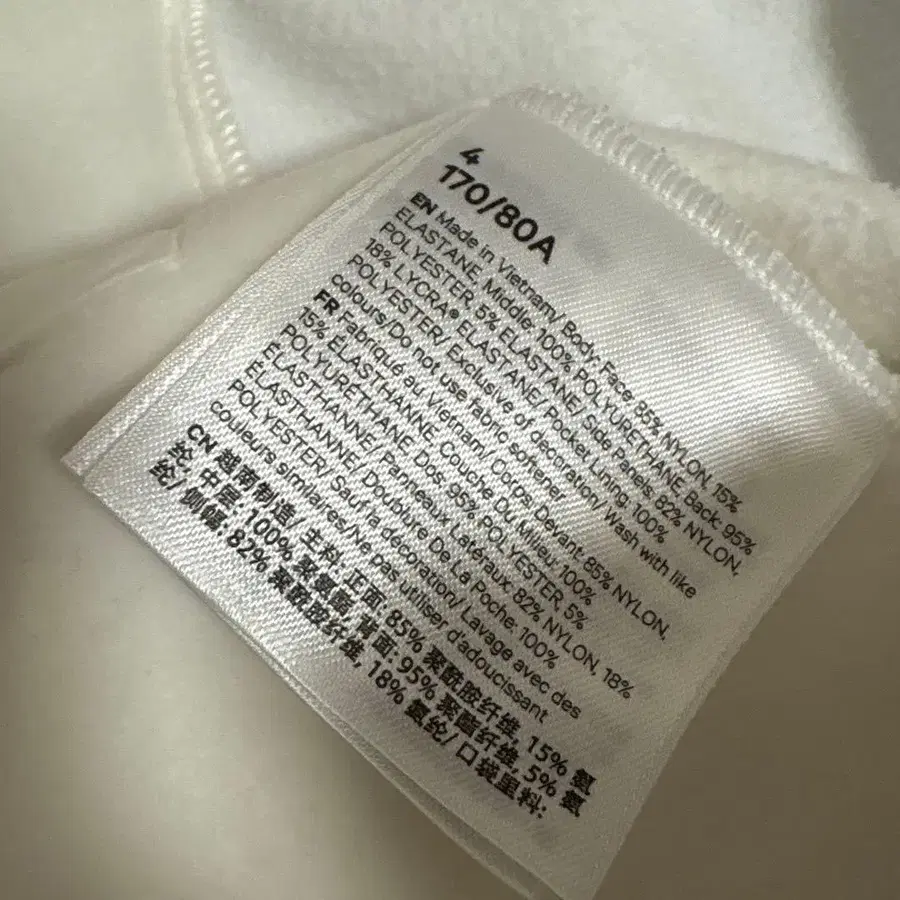 4
170/80A
EN Made in Vietnam/ Body: Face: 85% NYLON, 15%
ELASTANE, Middle: 100% POLYURETHANE, Back: 95%
POLYESTER, 5% ELASTANE/ Side Panels: 82% NYLON,
18% LYCRA® ELASTANE/ Pocket Lining: 100%
POLYESTER/ Exclusive of decoration/ Wash with like
colours/Do not use fabric softener
FR Fabriqué au Vietnam/ Corps: Devant: 85% NYLON,
15% ÉLASTHANNE, Couche Du Milieu: 100%
POLYURÉTHANE, Dos: 95% POLYESTER, 5%
ÉLASTHANNE/ Panneaux Latéraux: 82% NYLON, 18%
ÉLASTHANNE/ Doublure De La Poche: 100%
POLYESTER/ Sauf la décoration/ Lavage avec des
couleurs similaires/Ne pas utiliser d'adoucissant
CN 越南制造/ 主料: 正面: 85% 聚酰胺纤维, 15% 氨
纶, 中层: 100% 聚氨酯, 背面: 95% 聚酯纤维, 5% 氨
纶/ 侧幅: 82% 聚酰胺纤维, 18% 氨纶/ 口袋里料: